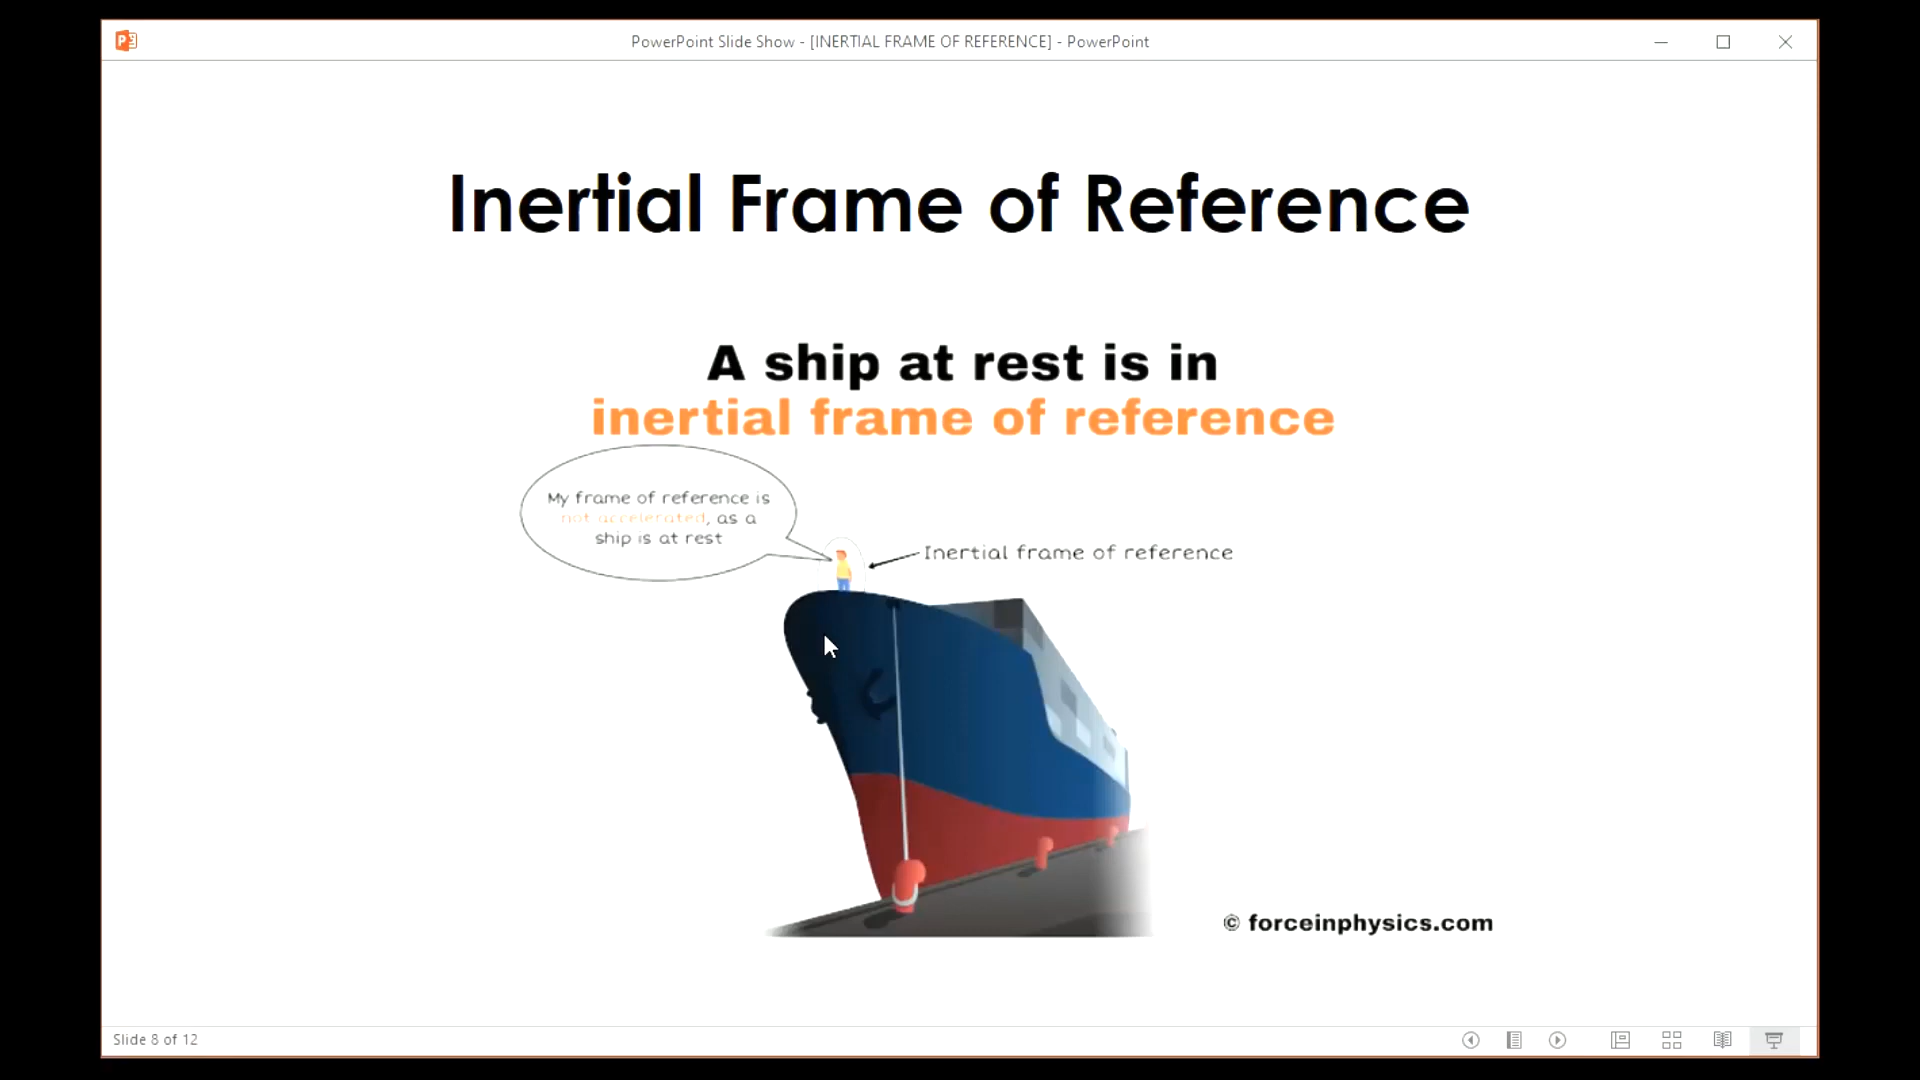 PowerPoint Slide Show - [INERTIAL FRAME OF REFERENCE] - PowerPoint
Inertial Frame of Reference
A ship at rest is in
inertial frame of reference
My frame of reference is
not accelerated, as a
ship is at rest
Inertial frame of reference
© forceinphysics.com
Slide 8 of 12